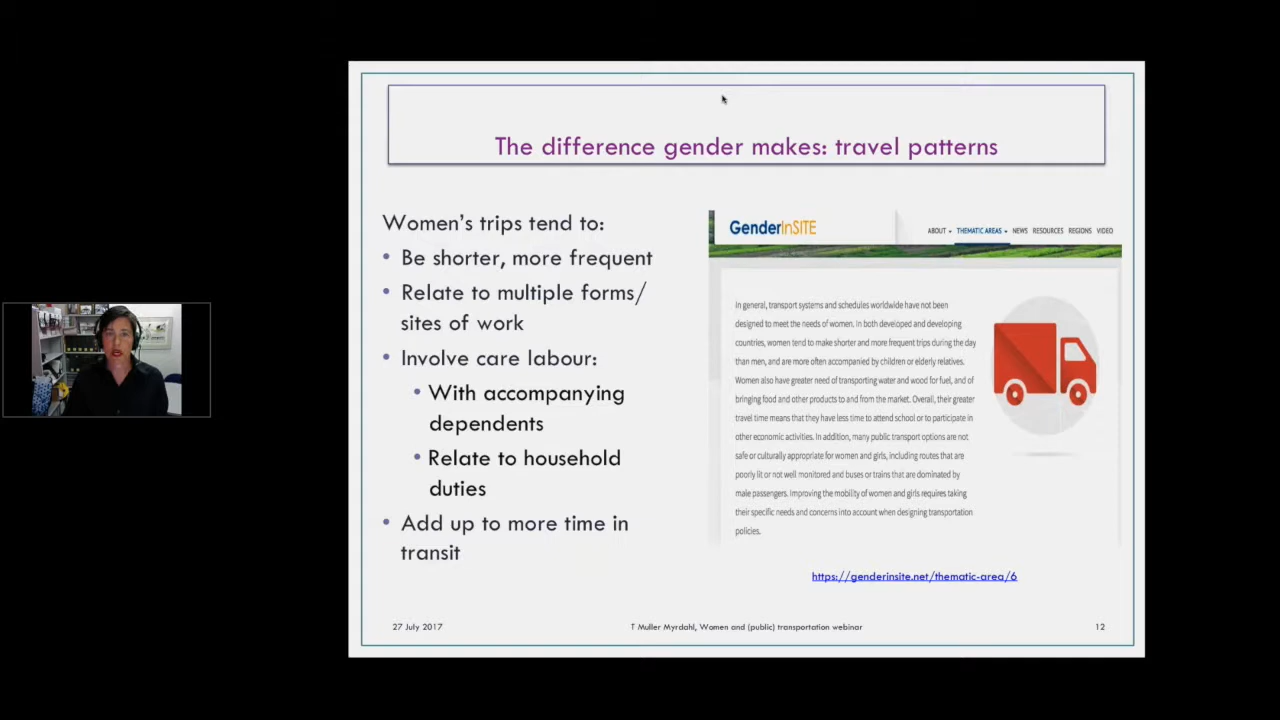 The difference gender makes: travel patterns
Women's trips tend to:
• Be shorter, more frequent
• Relate to multiple forms/
sites of work
• Involve care labour:
• With accompanying
dependents
• Relate to household
duties
• Add up to more time in
transit
GenderInSITE
ABOUT THEMATIC AREAS NEWS RESOURCES REGIONS VIDEO
In general, transport systems and schedules worldwide have not been
designed to meet the needs of women. In both developed and developing
countries, women tend to make shorter and more frequent trips during the day
than men, and are more often accompanied by children or elderly relatives.
Women also have greater need of transporting water and wood for fuel, and of
bringing food and other products to and from the market. Overall, their greater
travel time means that they have less time to attend school or to participate in
other economic activities. In addition, many public transport options are not
safe or culturally appropriate for women and girls, including routes that are
poorly lit or not well monitored and buses or trains that are dominated by
male passengers. Improving the mobility of women and girls requires taking
their specific needs and concerns into account when designing transportation
policies.
https://genderinsite.net/thematic-area/6
27 July 2017
T Muller Myrdahl, Women and (public) transportation webinar
12